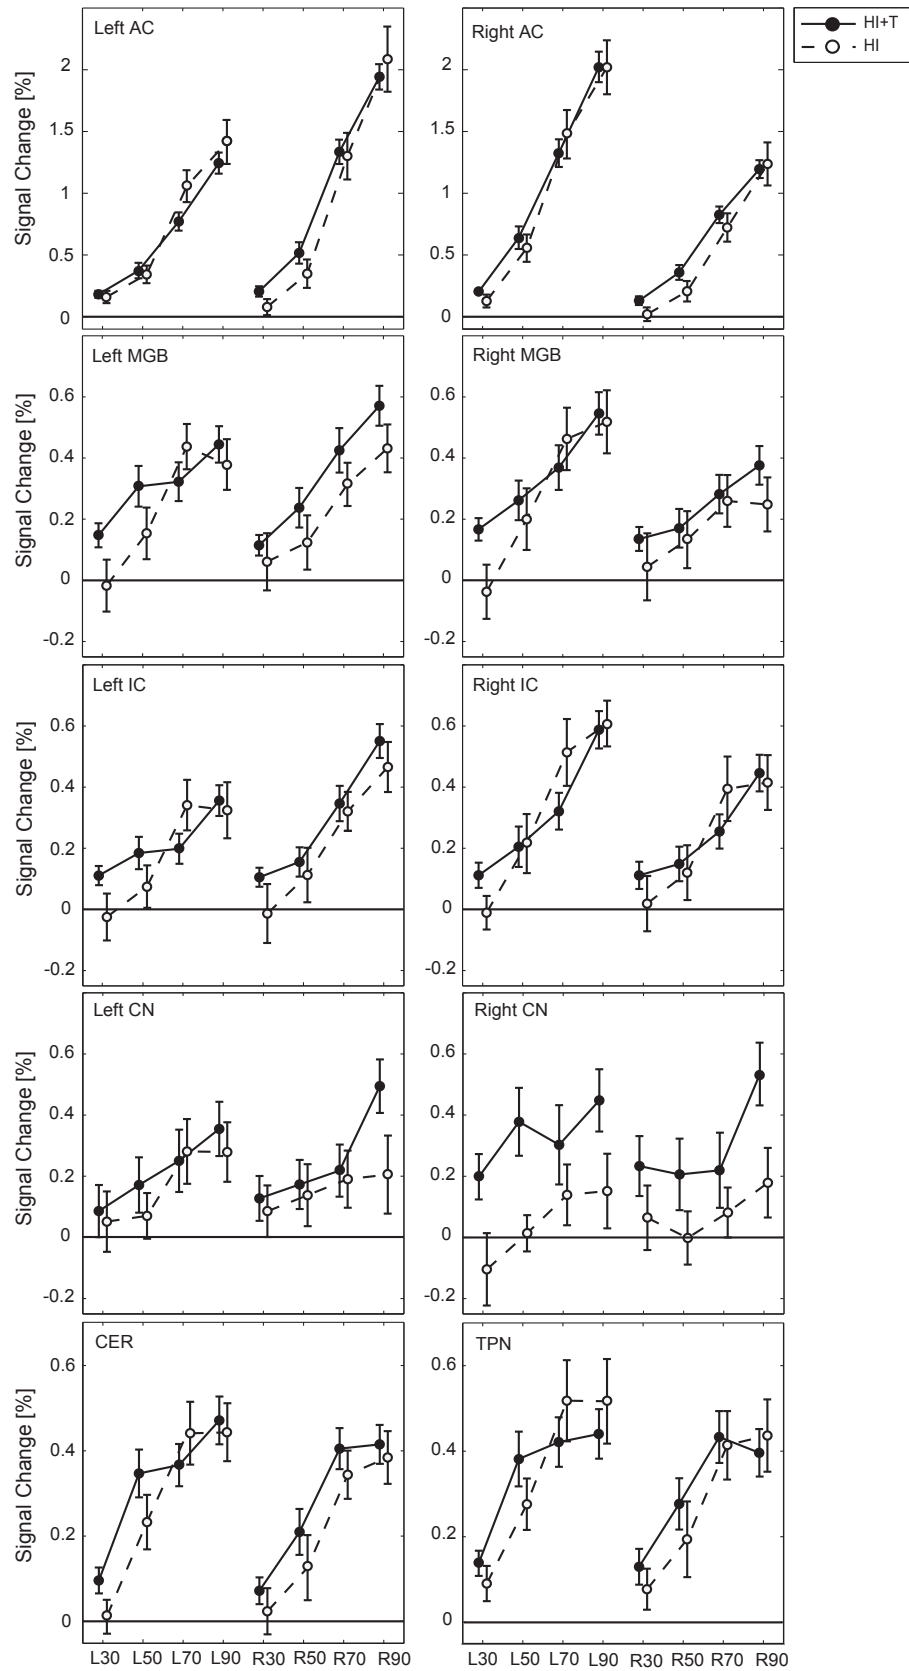 Left AC
Right AC
HI+T
HI
Signal Change [%]
2
1.5
1
0.5
0
2
1.5
1
0.5
0
Left MGB
Right MGB
Signal Change [%]
0.6
0.4
0.2
0
-0.2
0.6
0.4
0.2
0
-0.2
Left IC
Right IC
Signal Change [%]
0.6
0.4
0.2
0
-0.2
0.6
0.4
0.2
0
-0.2
Left CN
Right CN
Signal Change [%]
0.6
0.4
0.2
0
-0.2
0.6
0.4
0.2
0
-0.2
CER
TPN
Signal Change [%]
0.6
0.4
0.2
0
0.6
0.4
0.2
0
L30 L50 L70 L90 R30 R50 R70 R90
L30 L50 L70 L90 R30 R50 R70 R90